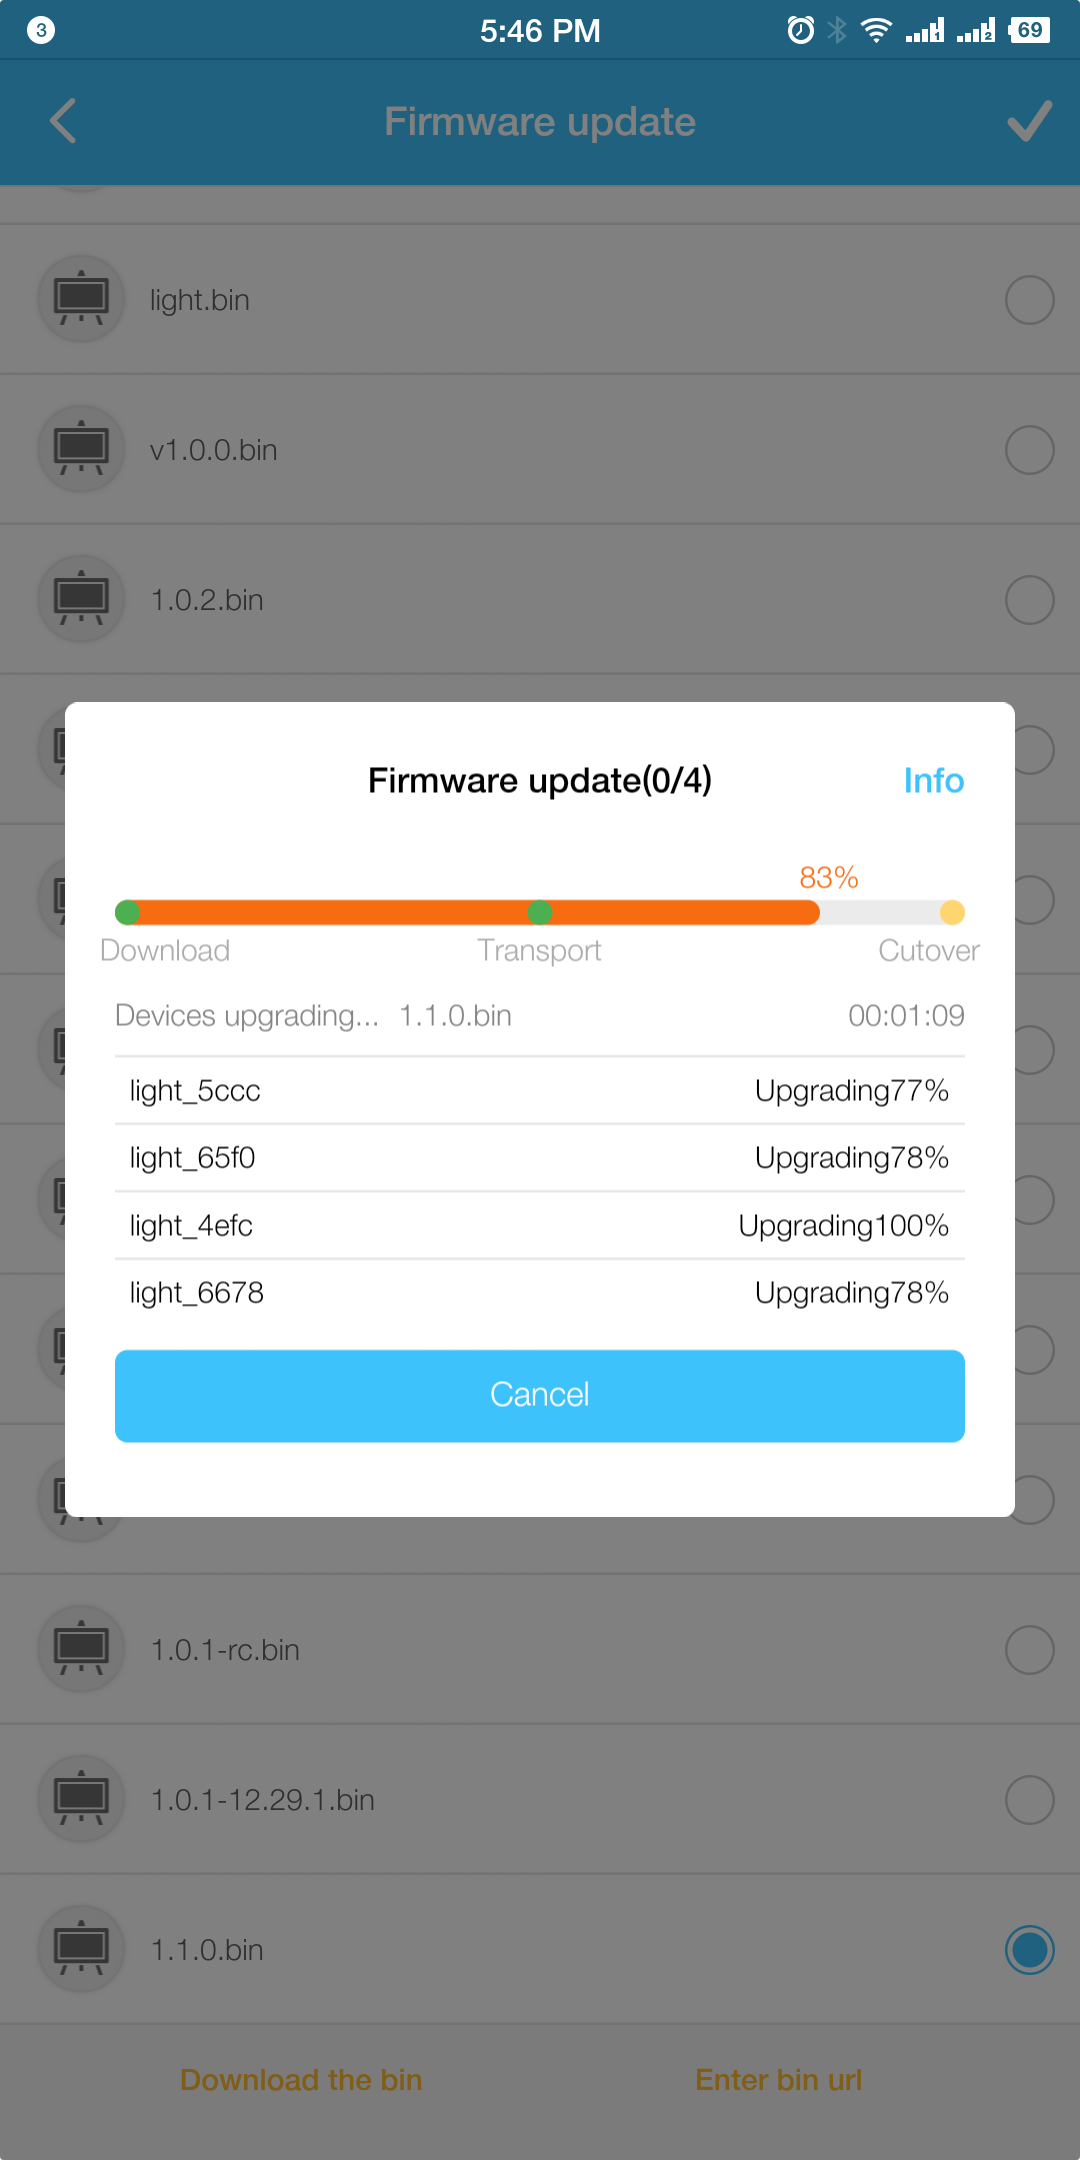 3 5:46 PM 1 2 69
Firmware update
light.bin
v1.0.0.bin
1.0.2.bin
Firmware update(0/4) Info
83%
Download Transport Cutover
Devices upgrading... 1.1.0.bin 00:01:09
light_5ccc Upgrading77%
light_65f0 Upgrading78%
light_4efc Upgrading100%
light_6678 Upgrading78%
Cancel
1.0.1-rc.bin
1.0.1-12.29.1.bin
1.1.0.bin
Download the bin Enter bin url